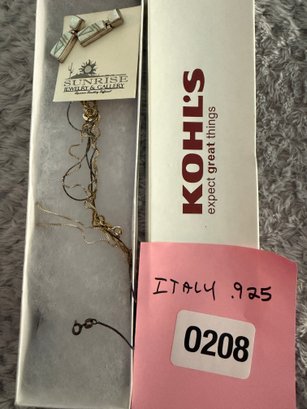 SUNRISE
JEWELRY & GALLERY
KOHL'S
expect great things
ITALY .925
0208